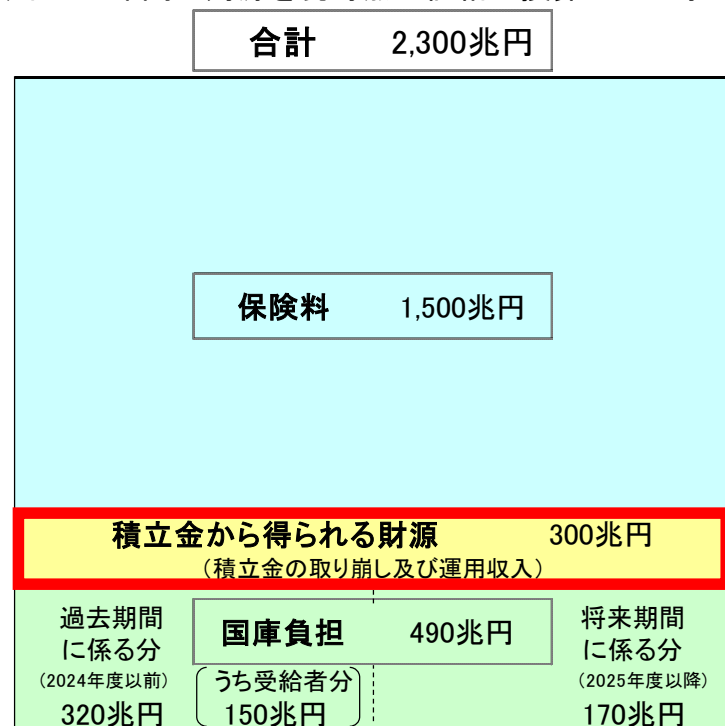 合計 2,300兆円
保険料 1,500兆円
積立金から得られる財源 300兆円
(積立金の取り崩し及び運用収入)
過去期間
に係る分
(2024年度以前)
320兆円
国庫負担 490兆円
うち受給者分
150兆円
将来期間
に係る分
(2025年度以降)
170兆円